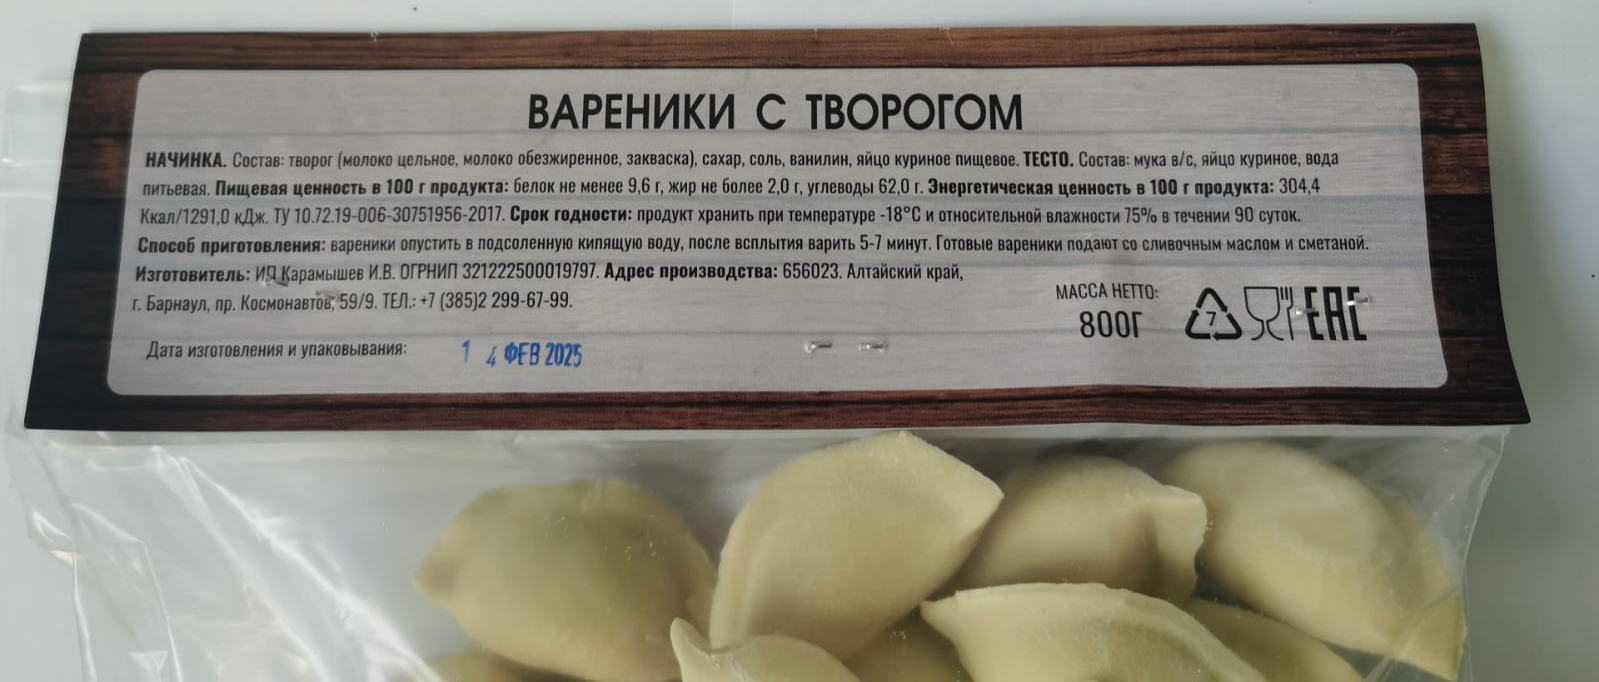 ВАРЕНИКИ С ТВОРОГОМ
НАЧИНКА. Состав: творог (молоко цельное, молоко обезжиренное, закваска), сахар, соль, ванилин, яйцо куриное пищевое. ТЕСТО. Состав: мука в/с, яйцо куриное, вода
питьевая. Пищевая ценность в 100 г продукта: белок не менее 9,6 г, жир не более 2,0 г, углеводы 62,0 г. Энергетическая ценность в 100 г продукта: 304,4
Ккал/1291,0 кДж. ТУ 10.72.19-006-30751956-2017. Срок годности: продукт хранить при температуре -18°С и относительной влажности 75% в течении 90 суток.
Способ приготовления: вареники опустить в подсоленную кипящую воду, после всплытия варить 5-7 минут. Готовые вареники подают со сливочным маслом и сметаной.
Изготовитель: ИП Карамышев И.В. ОГРНИП 321222500019797. Адрес производства: 656023. Алтайский край,
г. Барнаул, пр. Космонавтов, 59/9. ТЕЛ.: +7 (385)2 299-67-99.
МАССА НЕТТО:
800Г
7
ЕАС
Дата изготовления и упаковывания: 1 4 ФЕВ 2025